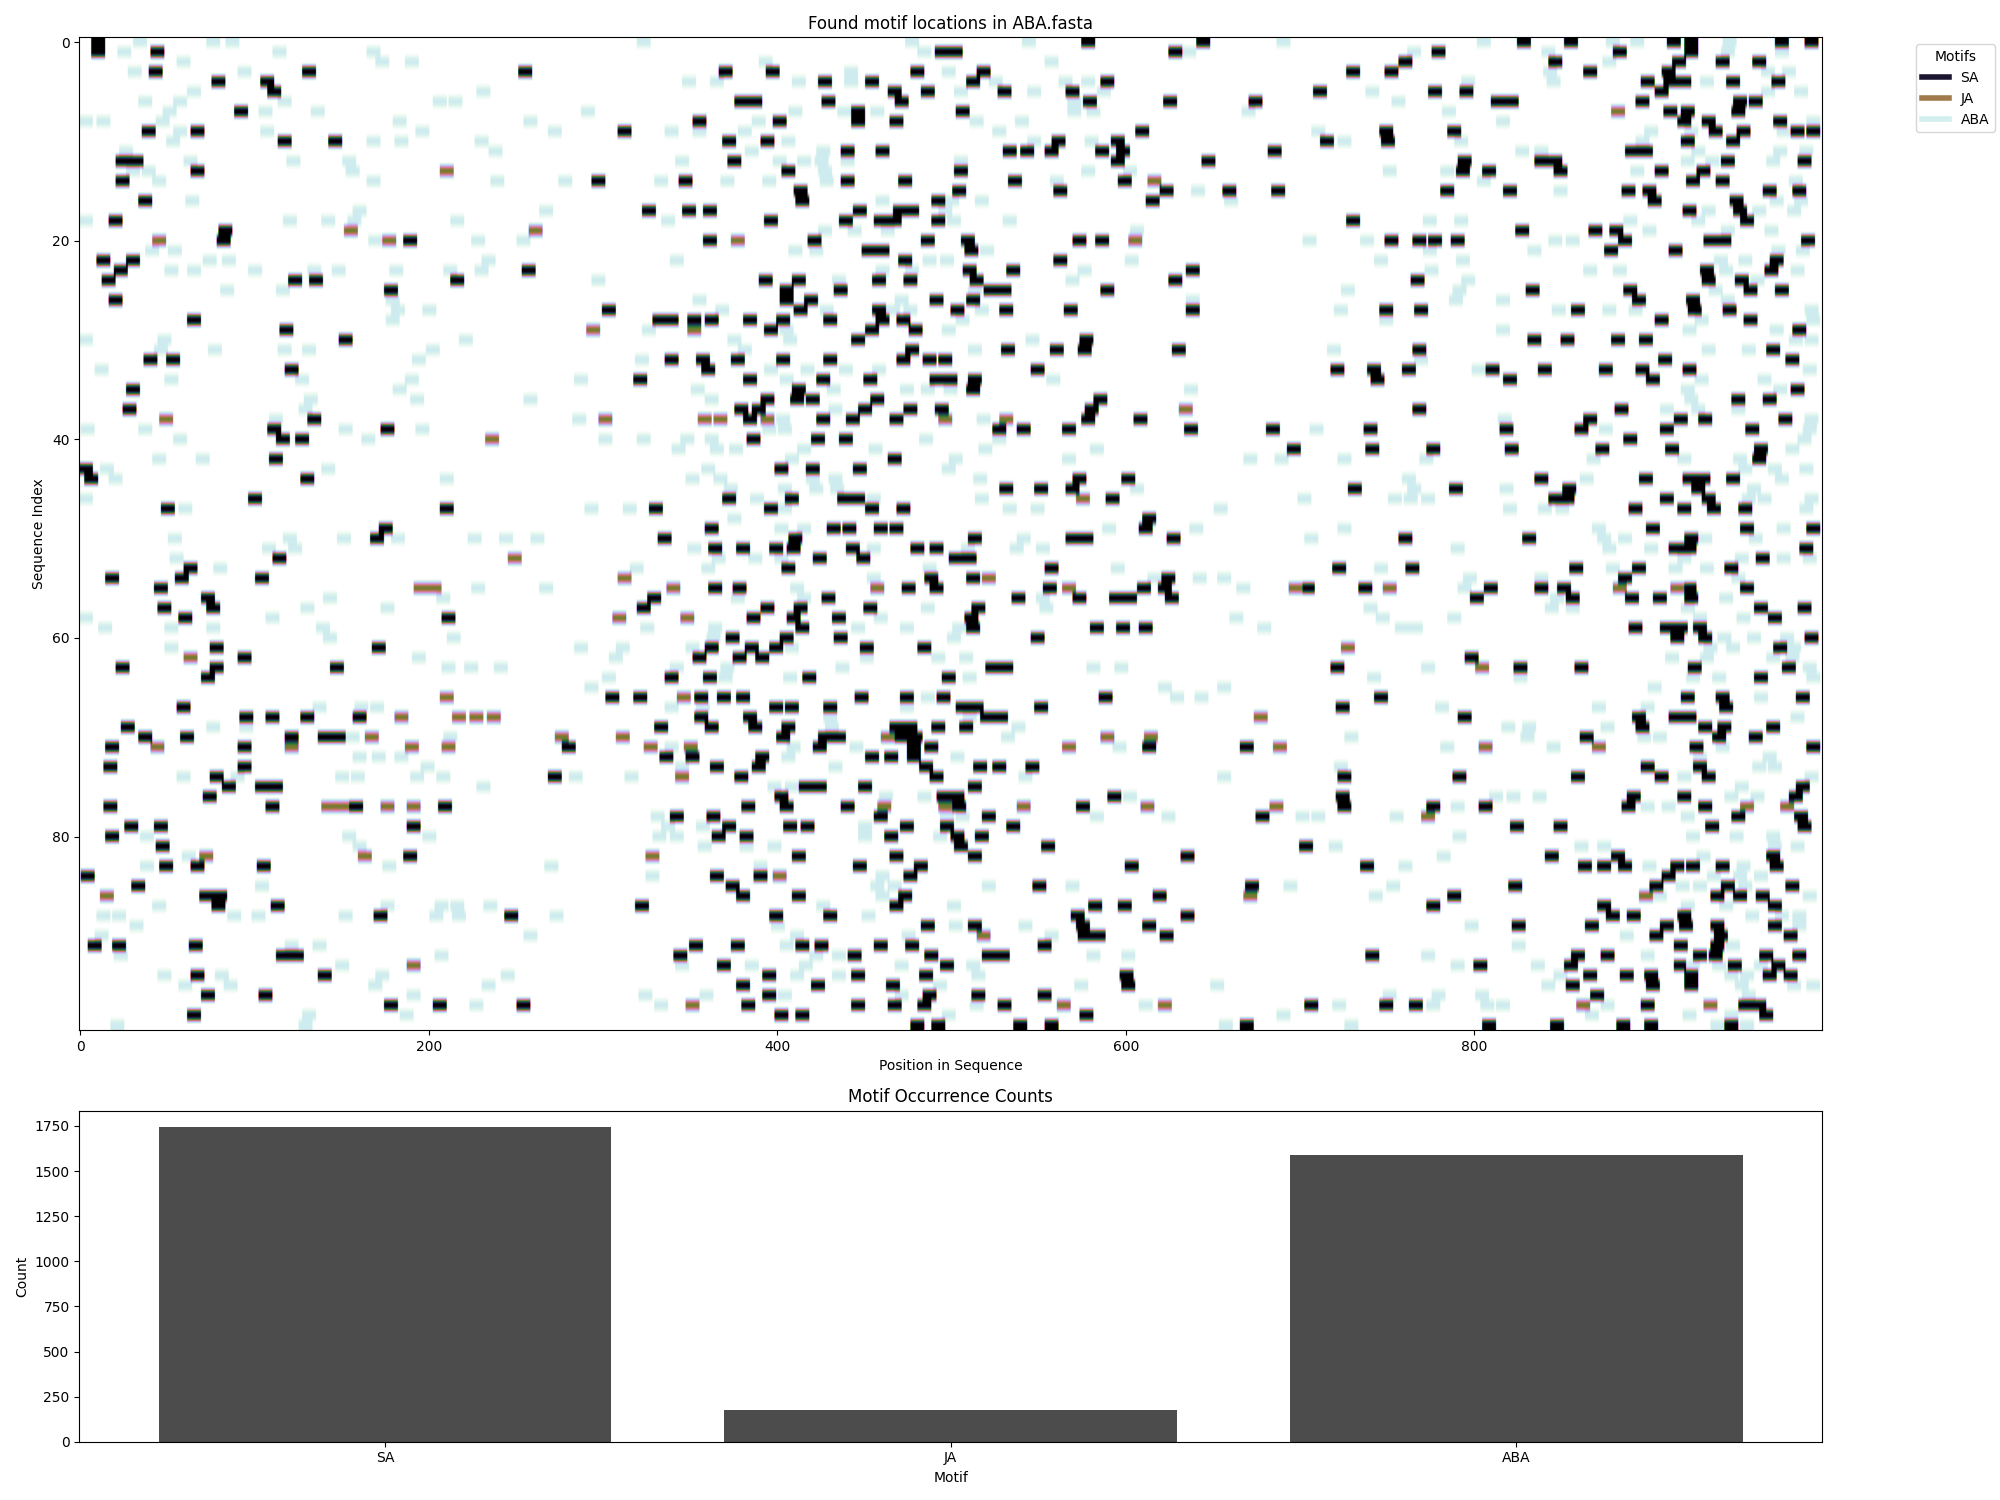 Found motif locations in ABA.fasta
Motifs
SA
JA
ABA
Sequence Index
0
20
40
60
80
0 200 400 600 800
Position in Sequence
Motif Occurrence Counts
Count
1750
1500
1250
1000
750
500
250
0
SA JA ABA
Motif